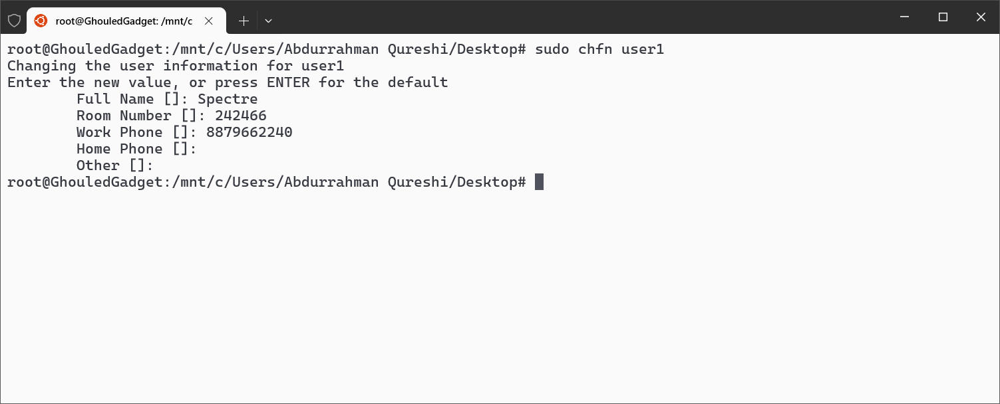 root@GhouledGadget: /mnt/c
root@GhouledGadget:/mnt/c/Users/Abdurrahman Qureshi/Desktop# sudo chfn user1
Changing the user information for user1
Enter the new value, or press ENTER for the default
        Full Name []: Spectre
        Room Number []: 242466
        Work Phone []: 8879662240
        Home Phone []:
        Other []:
root@GhouledGadget:/mnt/c/Users/Abdurrahman Qureshi/Desktop#